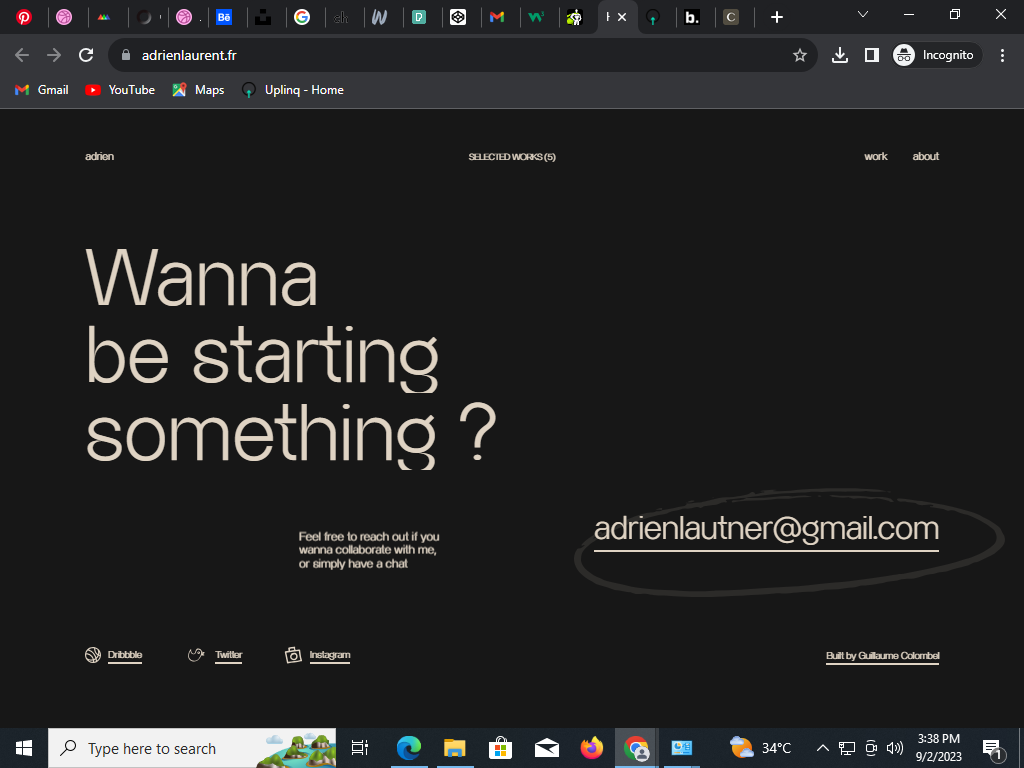 adrienlaurent.fr
Incognito
Gmail
YouTube
Maps
Uplinq - Home
adrien
SELECTED WORKS (5)
work
about
Wanna
be starting
something ?
Feel free to reach out if you
wanna collaborate with me,
or simply have a chat
adrienlautner@gmail.com
Dribbble
Twitter
Instagram
Built by Guillaume Colombel
Type here to search
34°C
3:38 PM
9/2/2023
1